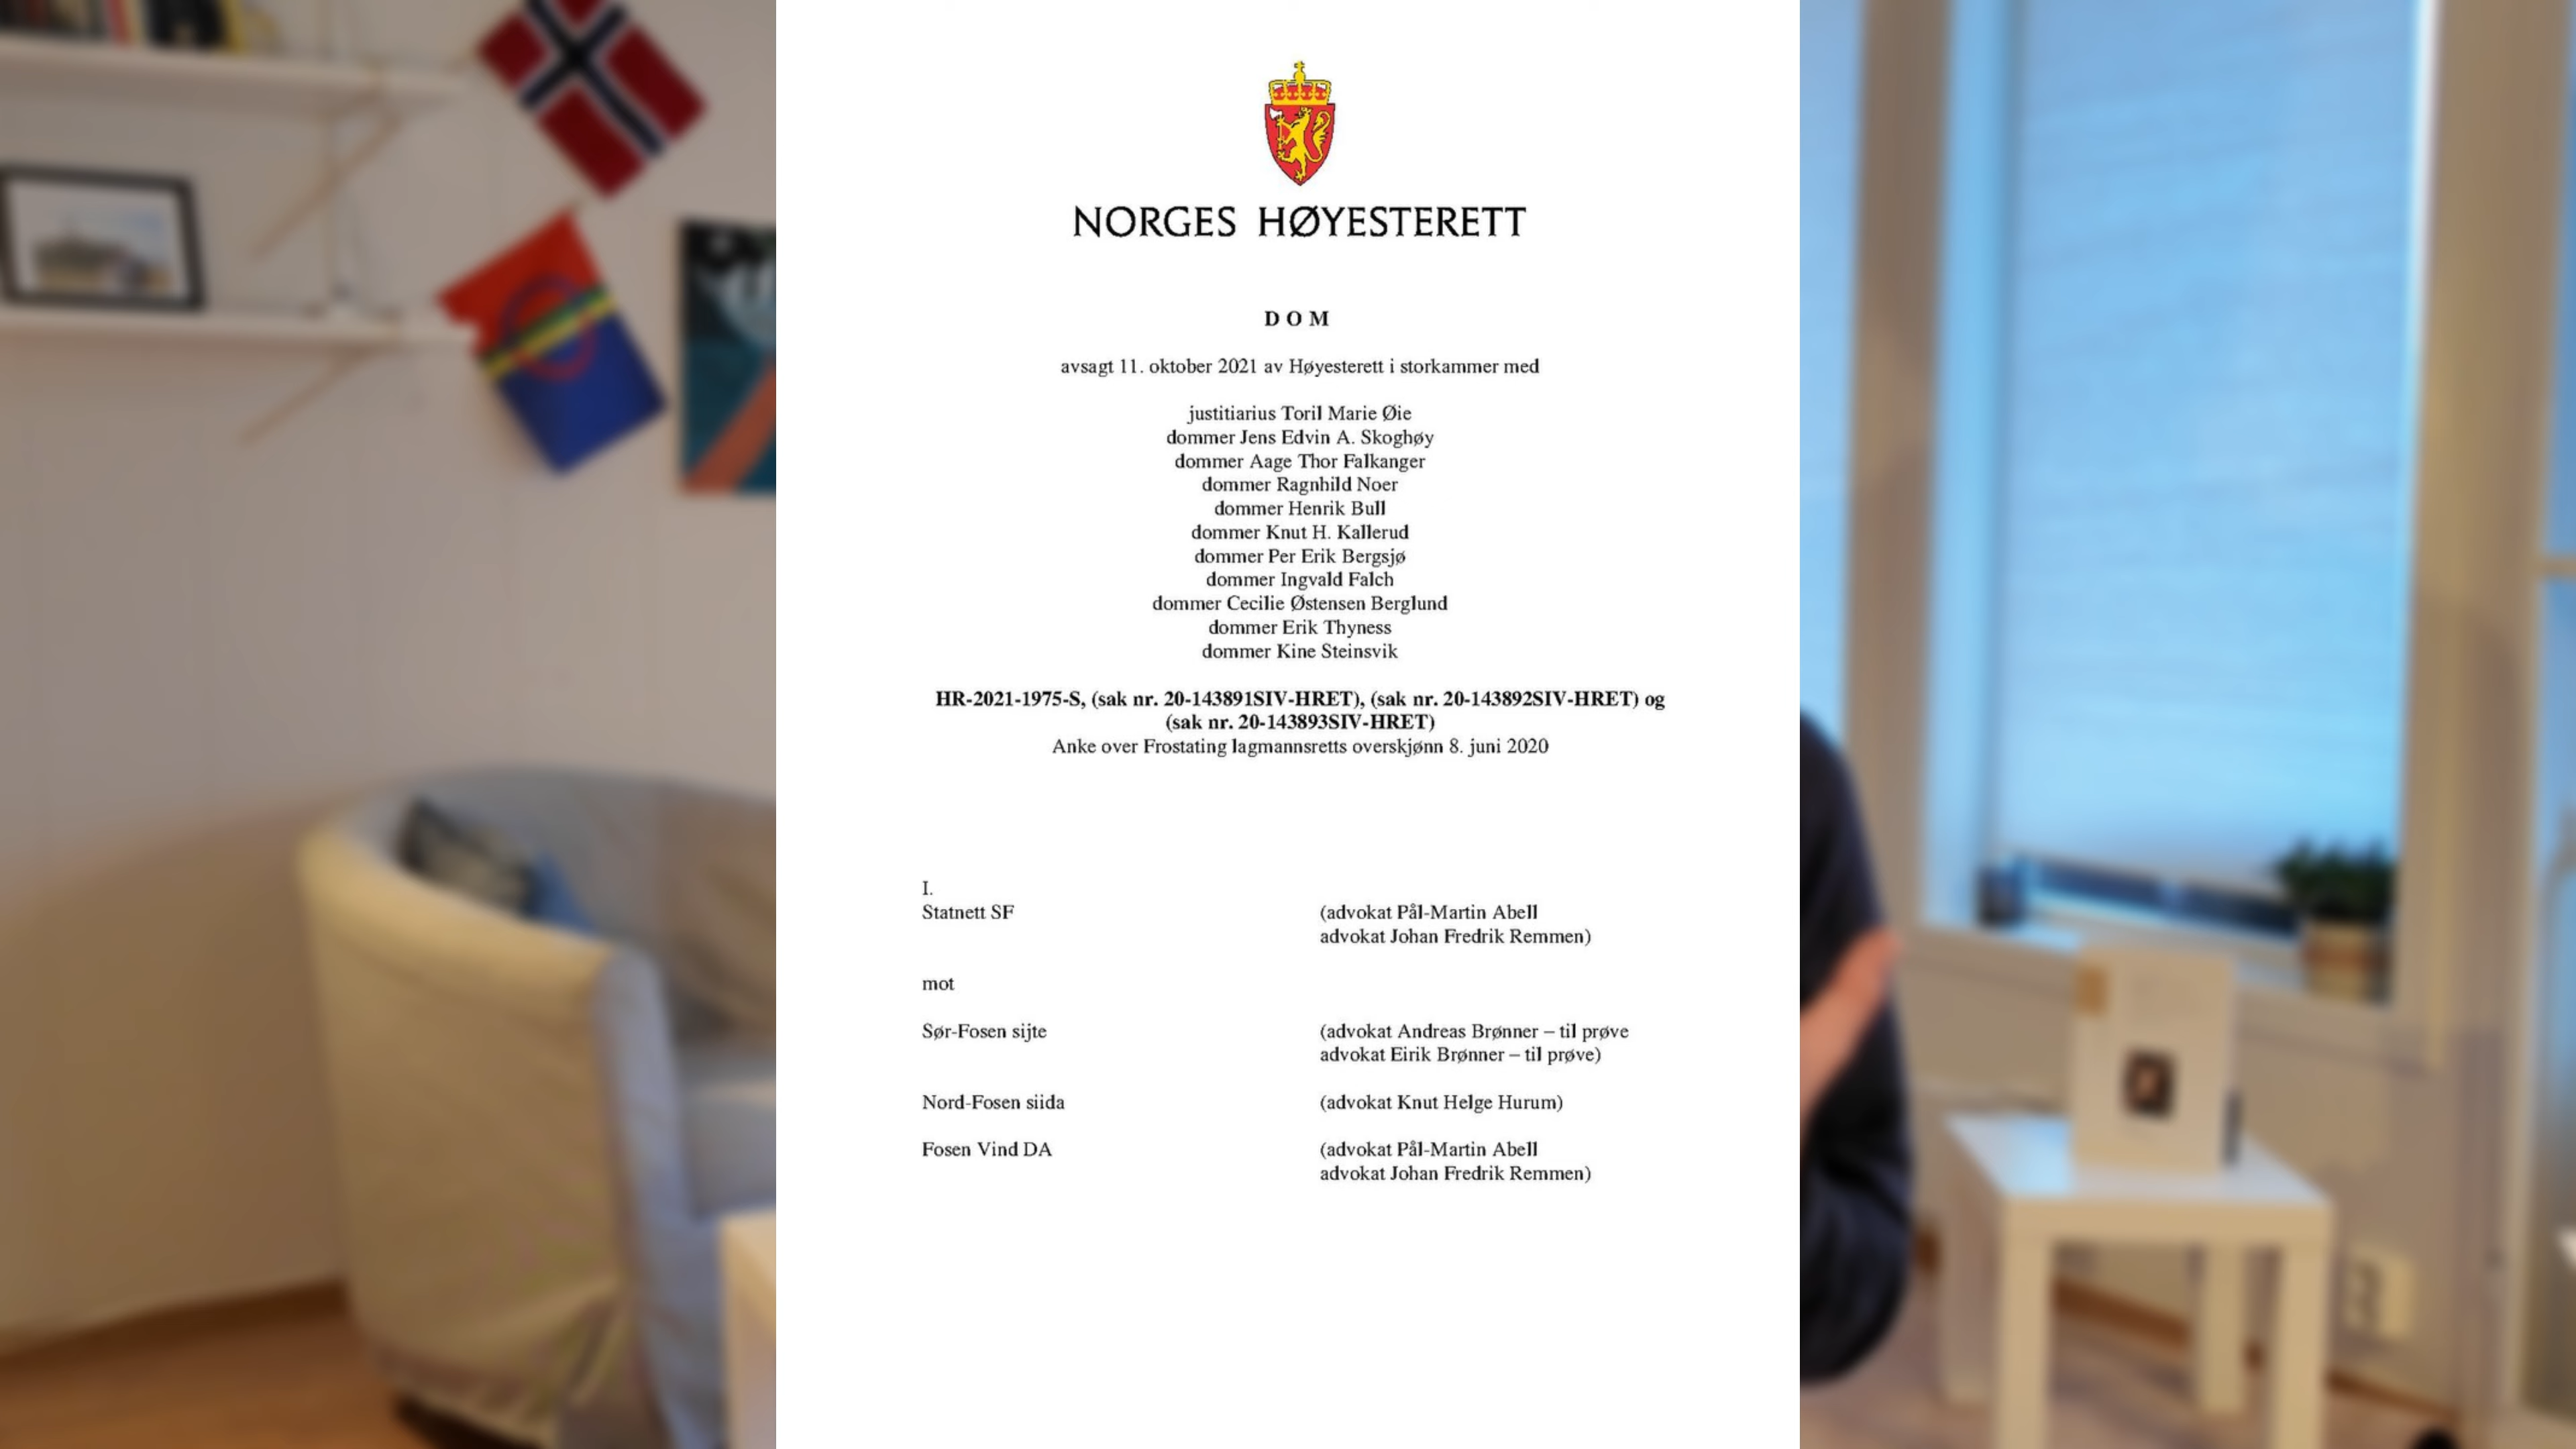 NORGES HØYESTERETT
DOM
avsagt 11. oktober 2021 av Høyesterett i storkammer med
justitiarius Toril Marie Øie
dommer Jens Edvin A. Skoghøy
dommer Aage Thor Falkanger
dommer Ragnhild Noer
dommer Henrik Bull
dommer Knut H. Kallerud
dommer Per Erik Bergsjø
dommer Ingvald Falch
dommer Cecilie Østensen Berglund
dommer Erik Thyness
dommer Kine Steinsvik
HR-2021-1975-S, (sak nr. 20-143891SIV-HRET), (sak nr. 20-143892SIV-HRET) og
(sak nr. 20-143893SIV-HRET)
Anke over Frostating lagmannsretts overskjønn 8. juni 2020
I.
Statnett SF (advokat Pål-Martin Abell
advokat Johan Fredrik Remmen)
mot
Sør-Fosen sijte (advokat Andreas Brønner – til prøve
advokat Eirik Brønner – til prøve)
Nord-Fosen siida (advokat Knut Helge Hurum)
Fosen Vind DA (advokat Pål-Martin Abell
advokat Johan Fredrik Remmen)